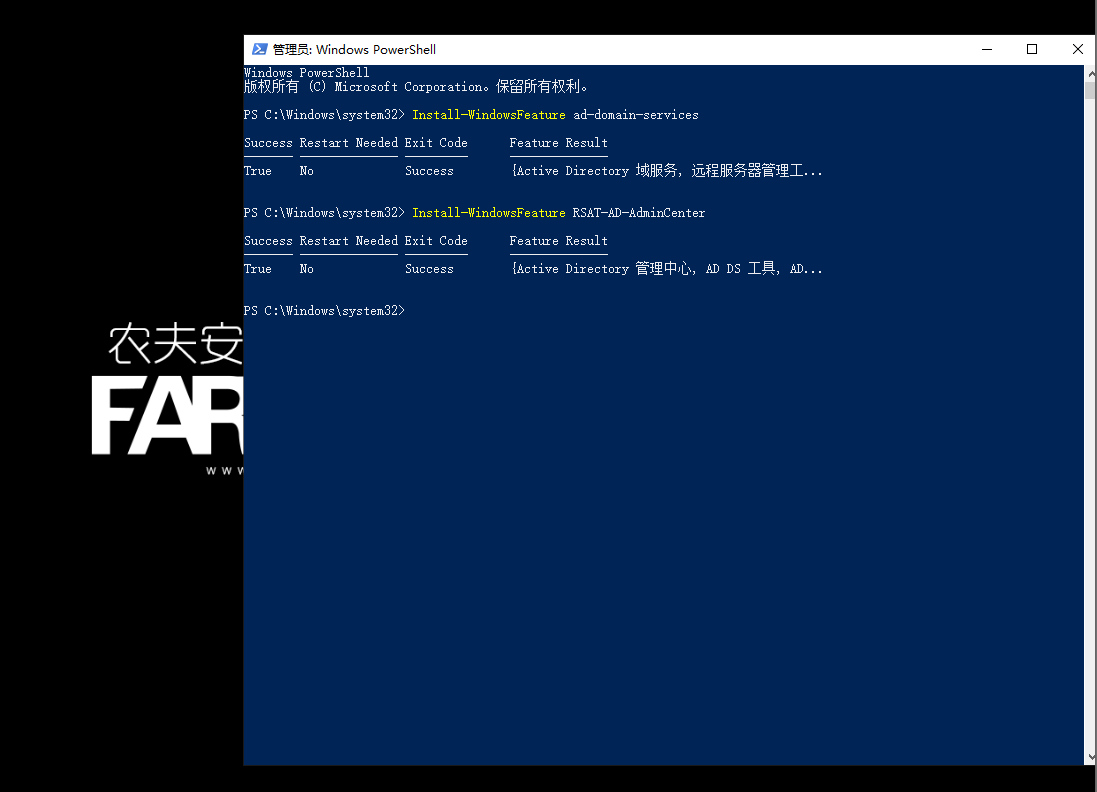 管理员: Windows PowerShell
Windows PowerShell
版权所有 (C) Microsoft Corporation。保留所有权利。
PS C:\Windows\system32> Install-WindowsFeature ad-domain-services
Success Restart Needed Exit Code Feature Result
True No Success {Active Directory 域服务, 远程服务器管理工...
PS C:\Windows\system32> Install-WindowsFeature RSAT-AD-AdminCenter
Success Restart Needed Exit Code Feature Result
True No Success {Active Directory 管理中心, AD DS 工具, AD...
PS C:\Windows\system32>
农夫安
FAR
www